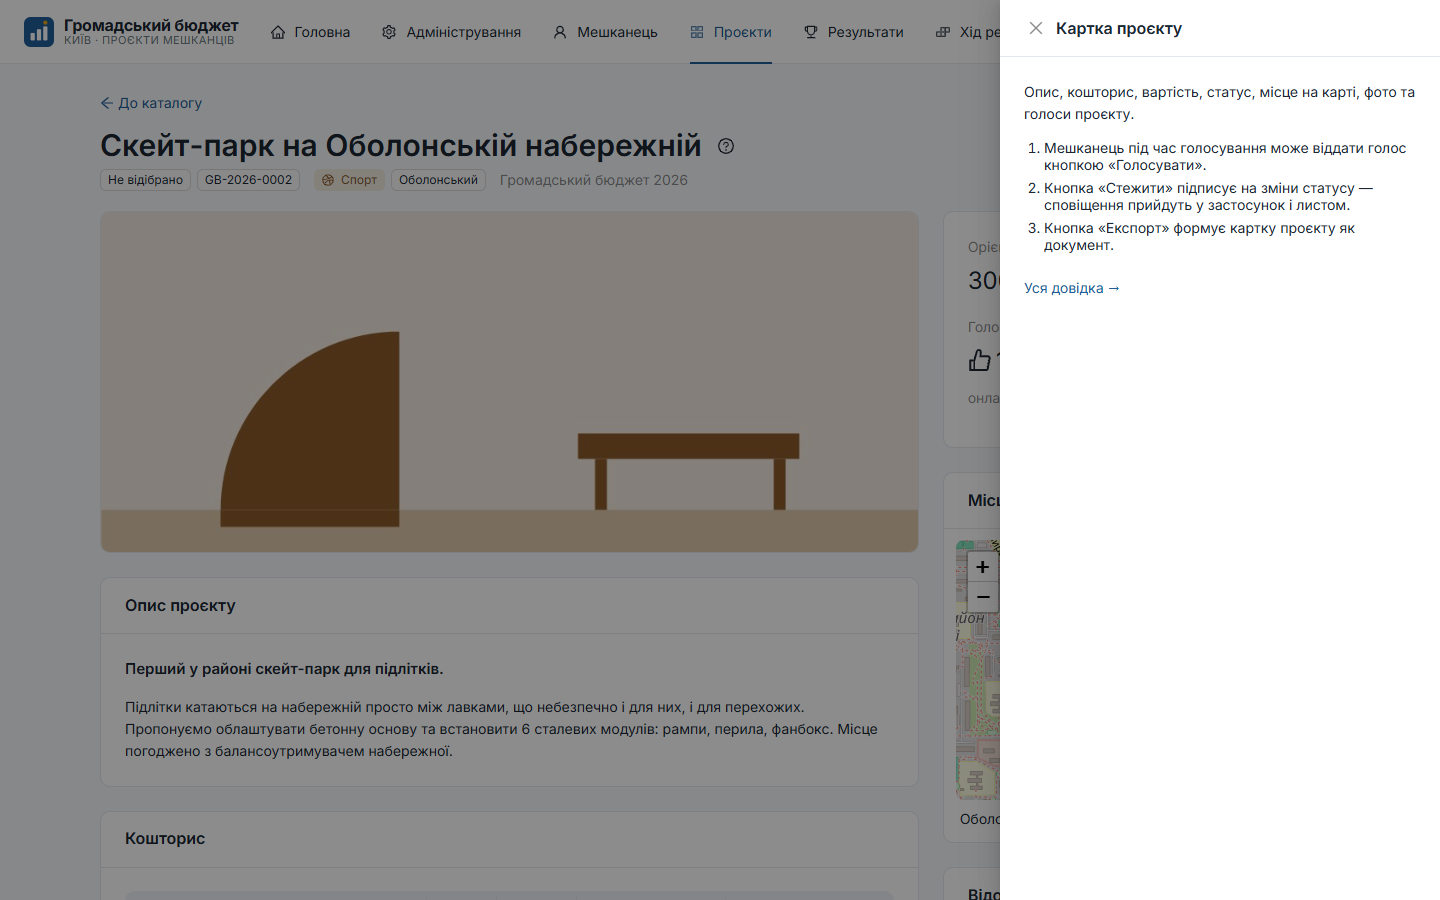 Громадський бюджет
КИЇВ · ПРОЄКТИ МЕШКАНЦІВ
Головна
Адміністрування
Мешканець
Проєкти
Результати
Хід
До каталогу
Скейт-парк на Оболонській набережній
Не відібрано
GB-2026-0002
Спорт
Оболонський
Громадський бюджет 2026
Опис проєкту
Перший у районі скейт-парк для підлітків.
Підлітки катаються на набережній просто між лавками, що небезпечно і для них, і для перехожих.
Пропонуємо облаштувати бетонну основу та встановити 6 сталевих модулів: рампи, перила, фанбокс. Місце
погоджено з балансоутримувачем набережної.
Кошторис
+
−
Картка проєкту
Опис, кошторис, вартість, статус, місце на карті, фото та
голоси проєкту.
1. Мешканець під час голосування може віддати голос
кнопкою «Голосувати».
2. Кнопка «Стежити» підписує на зміни статусу —
сповіщення прийдуть у застосунок і листом.
3. Кнопка «Експорт» формує картку проєкту як
документ.
Уся довідка →